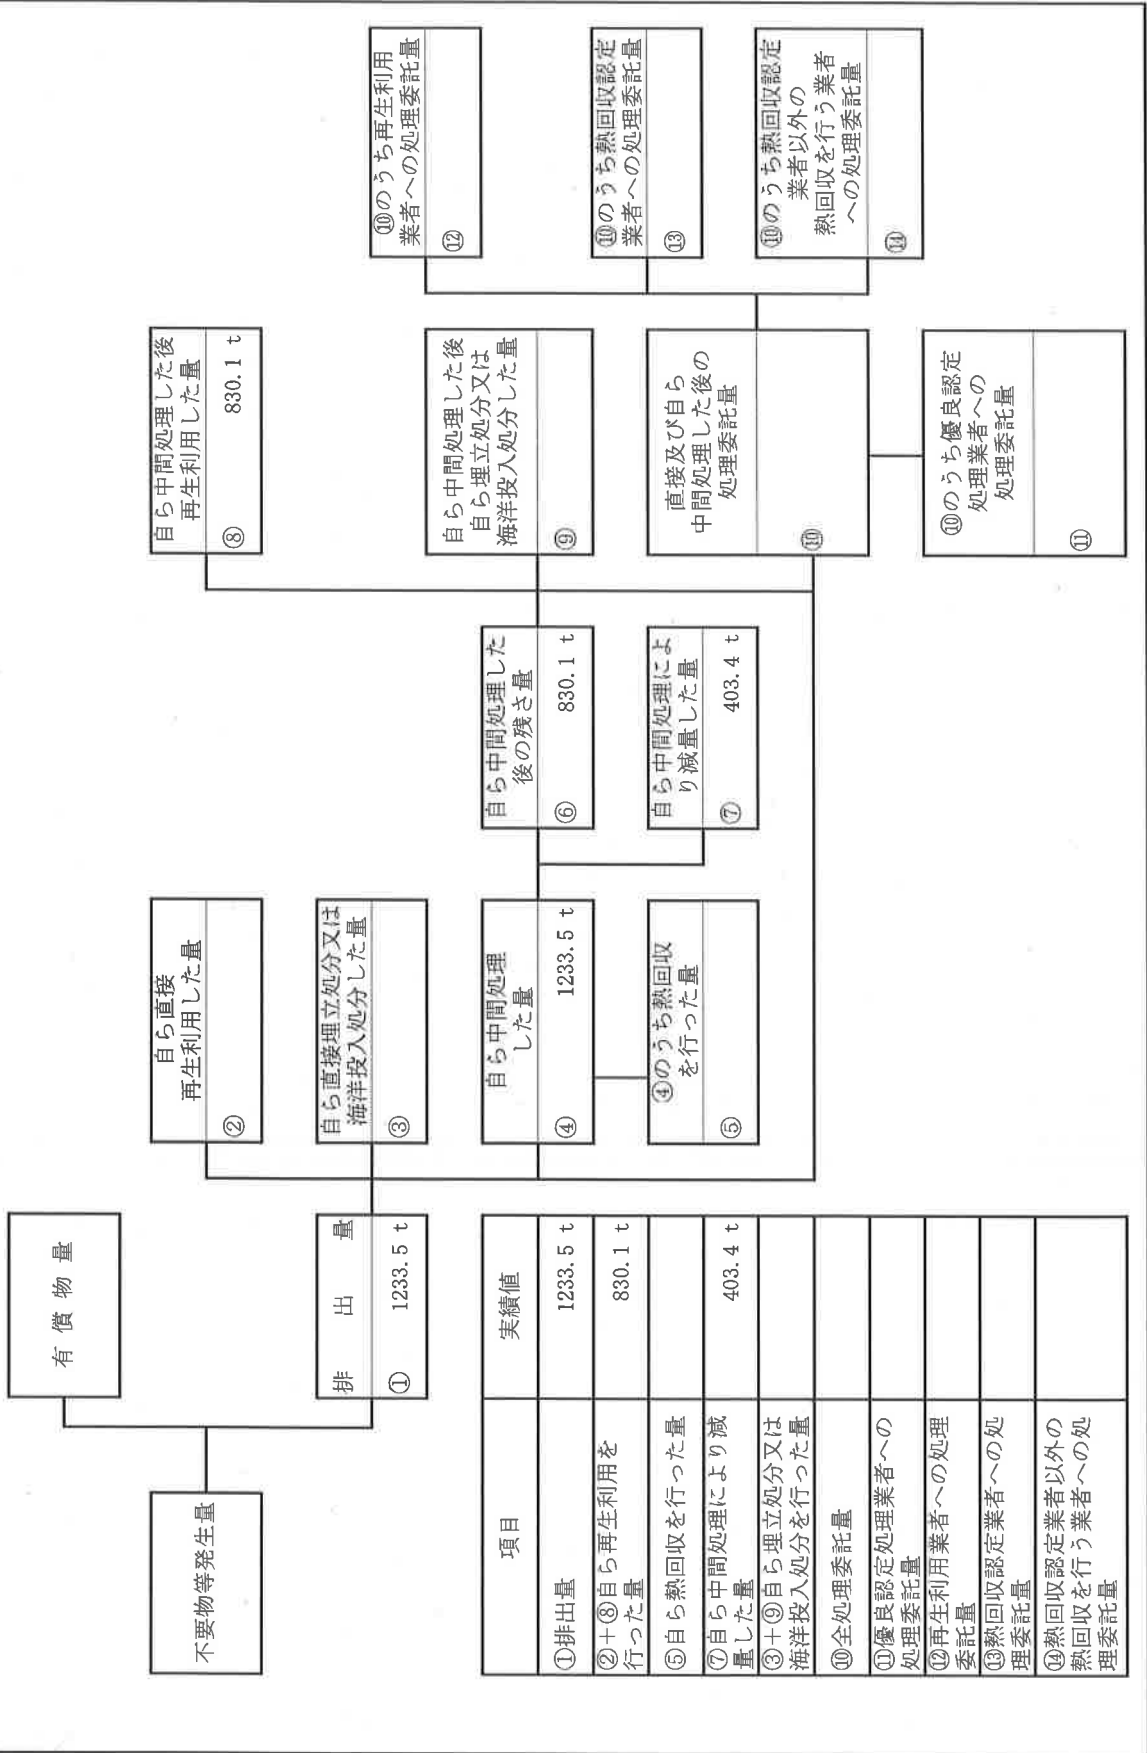 不要物等発生量
有償物量
排出量
① 1233.5 t
自ら直接
再生利用した量
②
自ら直接埋立処分又は
海洋投入処分した量
③
自ら中間処理
した量
④ 1233.5 t
④のうち熱回収
を行った量
⑤
自ら中間処理した
後の残さ量
⑥ 830.1 t
自ら中間処理によ
り減量した量
⑦ 403.4 t
自ら中間処理した後
再生利用した量
⑧ 830.1 t
自ら中間処理した後
自ら埋立処分又は
海洋投入処分した量
⑨
直接及び自ら
中間処理した後の
処理委託量
⑩
⑩のうち優良認定
処理業者への
処理委託量
⑪
⑩のうち再生利用
業者への処理委託量
⑫
⑩のうち熱回収認定
業者への処理委託量
⑬
⑩のうち熱回収認定
業者以外の
熱回収を行う業者
への処理委託量
⑭
項目 実績値
①排出量 1233.5 t
②+⑧自ら再生利用を
行った量 830.1 t
⑤自ら熱回収を行った量
⑦自ら中間処理により減
量した量 403.4 t
③+⑨自ら埋立処分又は
海洋投入処分を行った量
⑩全処理委託量
⑪優良認定処理業者への
処理委託量
⑫再生利用業者への処理
委託量
⑬熱回収認定業者への処
理委託量
⑭熱回収認定業者以外の
熱回収を行う業者への処
理委託量